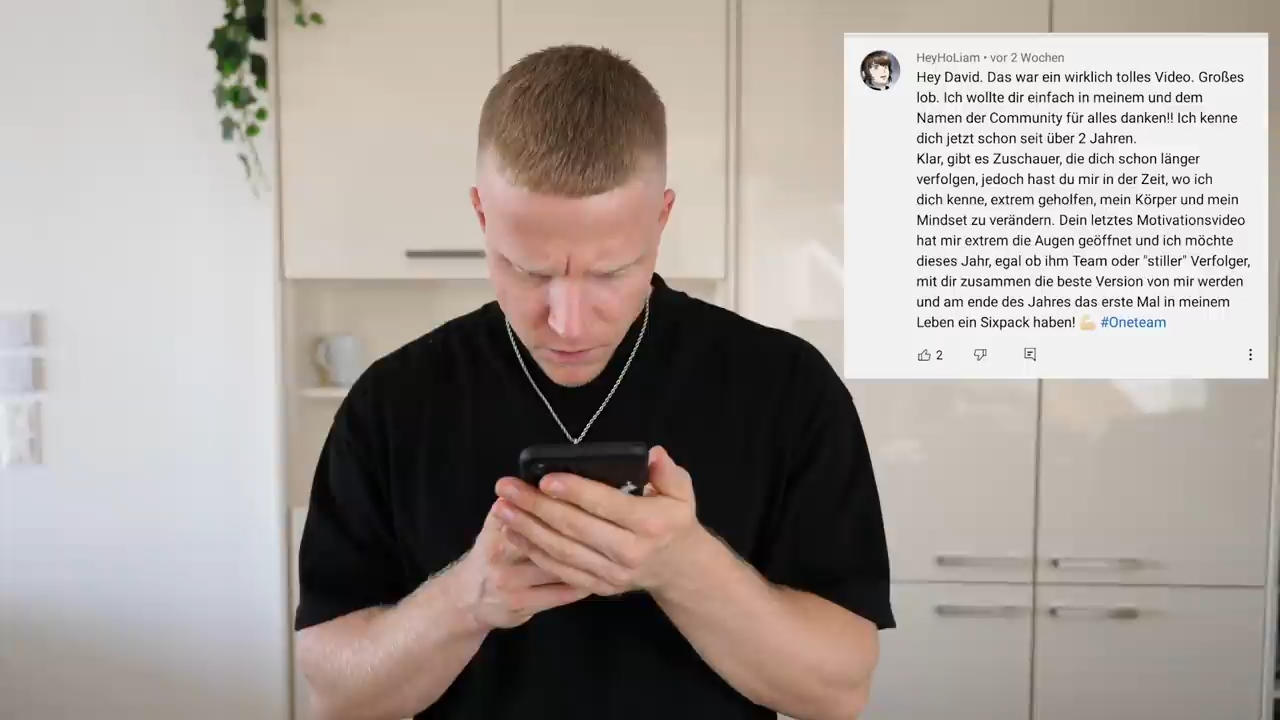 HeyHoLiam • vor 2 Wochen
Hey David. Das war ein wirklich tolles Video. Großes
lob. Ich wollte dir einfach in meinem und dem
Namen der Community für alles danken!! Ich kenne
dich jetzt schon seit über 2 Jahren.
Klar, gibt es Zuschauer, die dich schon länger
verfolgen, jedoch hast du mir in der Zeit, wo ich
dich kenne, extrem geholfen, mein Körper und mein
Mindset zu verändern. Dein letztes Motivationsvideo
hat mir extrem die Augen geöffnet und ich möchte
dieses Jahr, egal ob ihm Team oder "stiller" Verfolger,
mit dir zusammen die beste Version von mir werden
und am ende des Jahres das erste Mal in meinem
Leben ein Sixpack haben! 💪🏻 #Oneteam
2